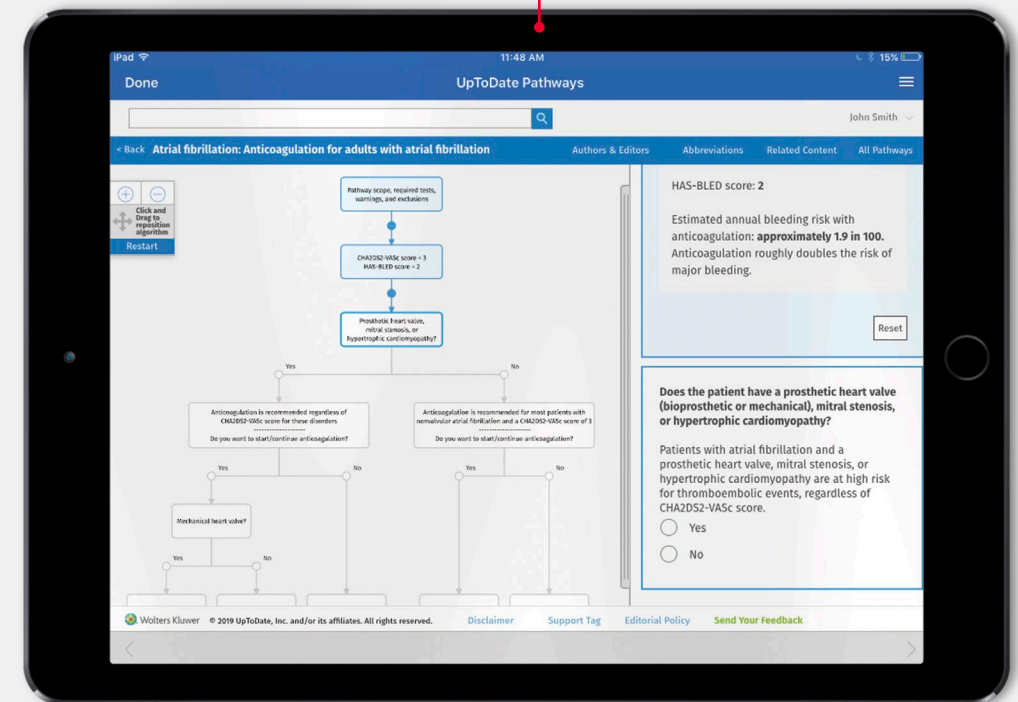 iPad
11:48 AM
15%
Done
UpToDate Pathways
John Smith
< Back
Atrial fibrillation: Anticoagulation for adults with atrial fibrillation
Authors & Editors
Abbreviations
Related Content
All Pathways
Click and
Drag to
reposition
algorithm
Restart
Pathway scope, required tests,
warnings, and exclusions
CHA2DS2-VASc score = 3
HAS-BLED score = 2
Prosthetic heart valve,
mitral stenosis, or
hypertrophic cardiomyopathy?
Yes
No
Anticoagulation is recommended regardless of
CHA2DS2-VASc score for these disorders
--------------------
Do you want to start/continue anticoagulation?
Anticoagulation is recommended for most patients with
nonvalvular atrial fibrillation and a CHA2DS2-VASc score of 3
--------------------
Do you want to start/continue anticoagulation?
Yes
No
Yes
No
Mechanical heart valve?
Yes
No
HAS-BLED score: 2
Estimated annual bleeding risk with
anticoagulation: approximately 1.9 in 100.
Anticoagulation roughly doubles the risk of
major bleeding.
Reset
Does the patient have a prosthetic heart valve
(bioprosthetic or mechanical), mitral stenosis,
or hypertrophic cardiomyopathy?
Patients with atrial fibrillation and a
prosthetic heart valve, mitral stenosis, or
hypertrophic cardiomyopathy are at high risk
for thromboembolic events, regardless of
CHA2DS2-VASc score.
Yes
No
Wolters Kluwer
© 2019 UpToDate, Inc. and/or its affiliates. All rights reserved.
Disclaimer
Support Tag
Editorial Policy
Send Your Feedback